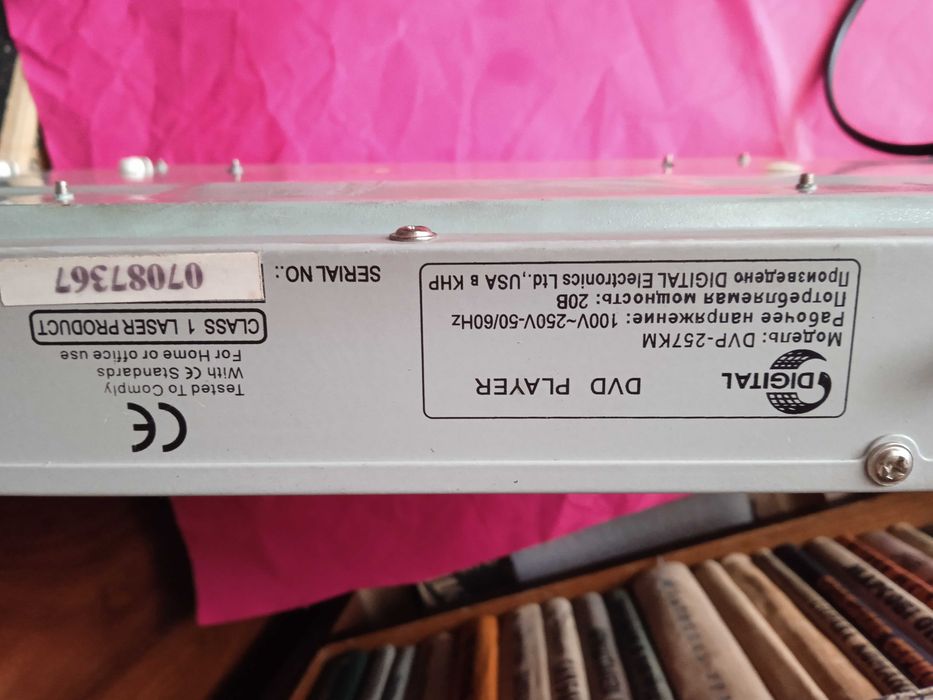 DIGITAL
DVD PLAYER
Модель: DVP-257KM
Рабочее напряжение: 100V~250V-50/60Hz
Потребляемая мощность: 20В
Произведено DIGITAL Electronics Ltd.,.USA в КНР
CE
Tested To Comply
With CE Standards
For Home or office use
CLASS 1 LASER PRODUCT
SERIAL NO.:
07087367